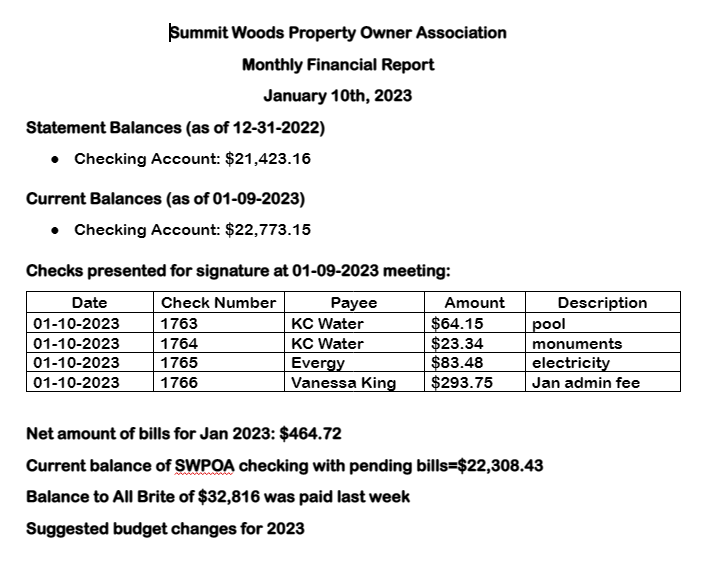 Summit Woods Property Owner Association
Monthly Financial Report
January 10th, 2023
Statement Balances (as of 12-31-2022)
• Checking Account: $21,423.16
Current Balances (as of 01-09-2023)
• Checking Account: $22,773.15
Checks presented for signature at 01-09-2023 meeting:
Date Check Number Payee Amount Description
01-10-2023 1763 KC Water $64.15 pool
01-10-2023 1764 KC Water $23.34 monuments
01-10-2023 1765 Evergy $83.48 electricity
01-10-2023 1766 Vanessa King $293.75 Jan admin fee
Net amount of bills for Jan 2023: $464.72
Current balance of SWPOA checking with pending bills=$22,308.43
Balance to All Brite of $32,816 was paid last week
Suggested budget changes for 2023